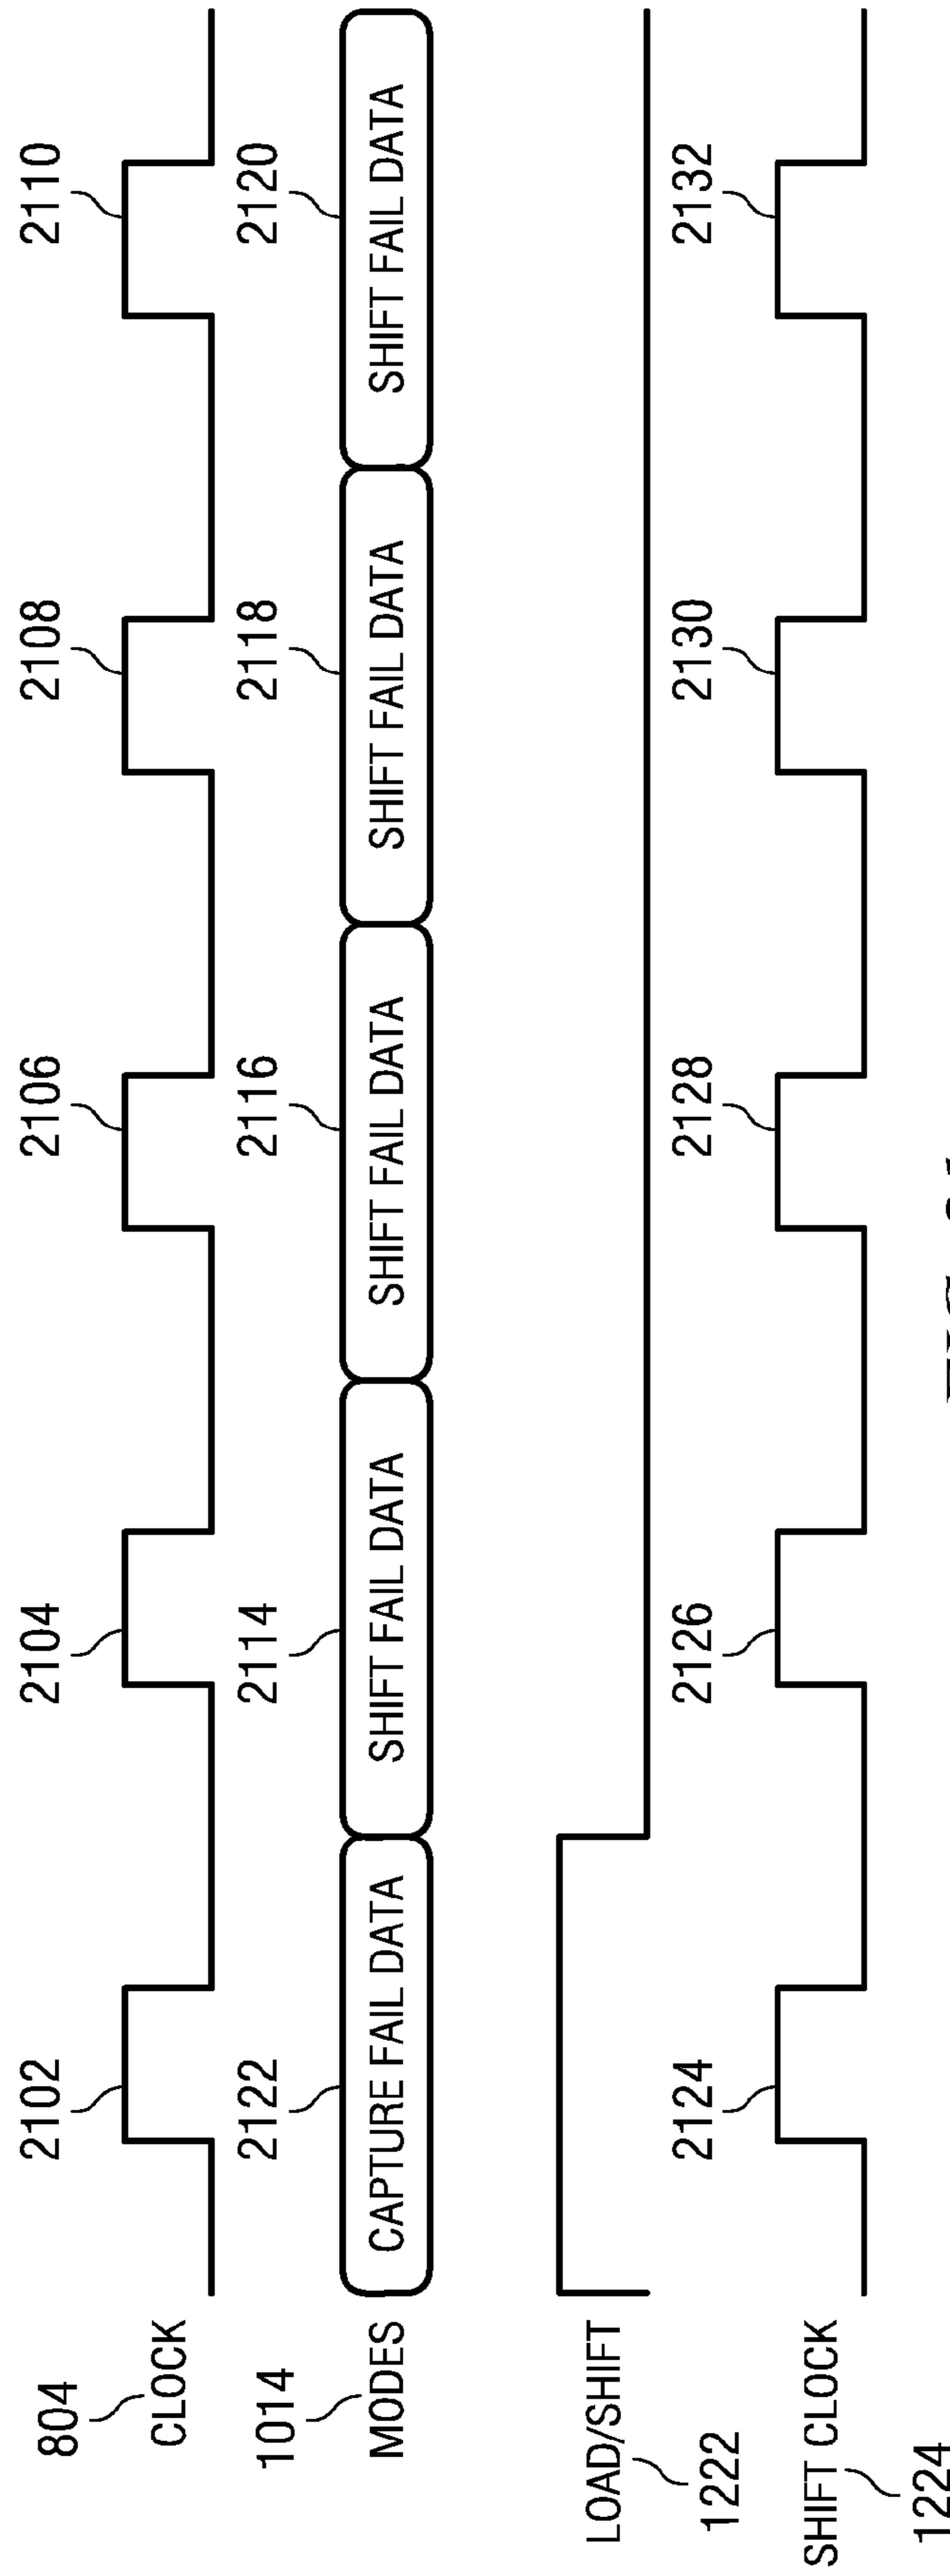 804
CLOCK
2102
2104
2106
2108
2110
1014
MODES
2122
2114
2116
2118
2120
CAPTURE FAIL DATA
SHIFT FAIL DATA
SHIFT FAIL DATA
SHIFT FAIL DATA
SHIFT FAIL DATA
LOAD/SHIFT
1222
2124
2126
2128
2130
2132
SHIFT CLOCK
1224